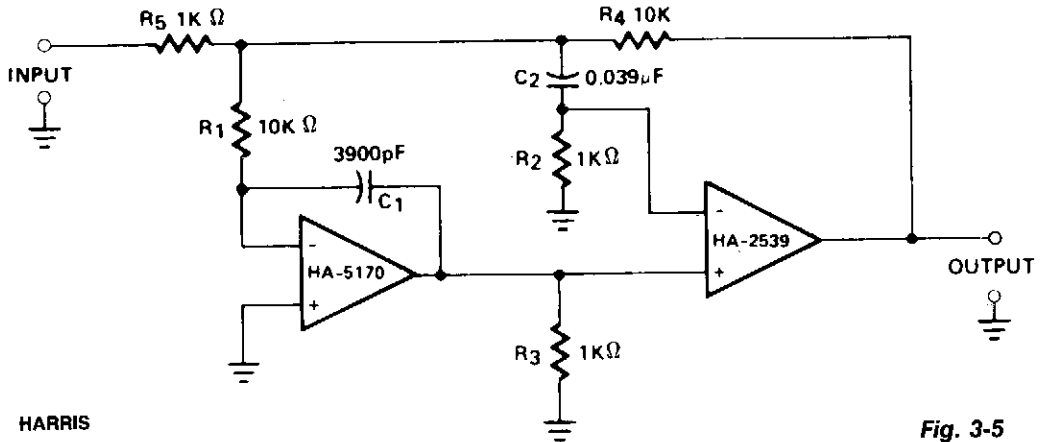 R5 1K Ω
R4 10K
INPUT
C2 0.039μF
R1 10K Ω
3900pF
C1
R2 1KΩ
-
HA-5170
+
-
HA-2539
+
OUTPUT
R3 1KΩ
HARRIS
Fig. 3-5